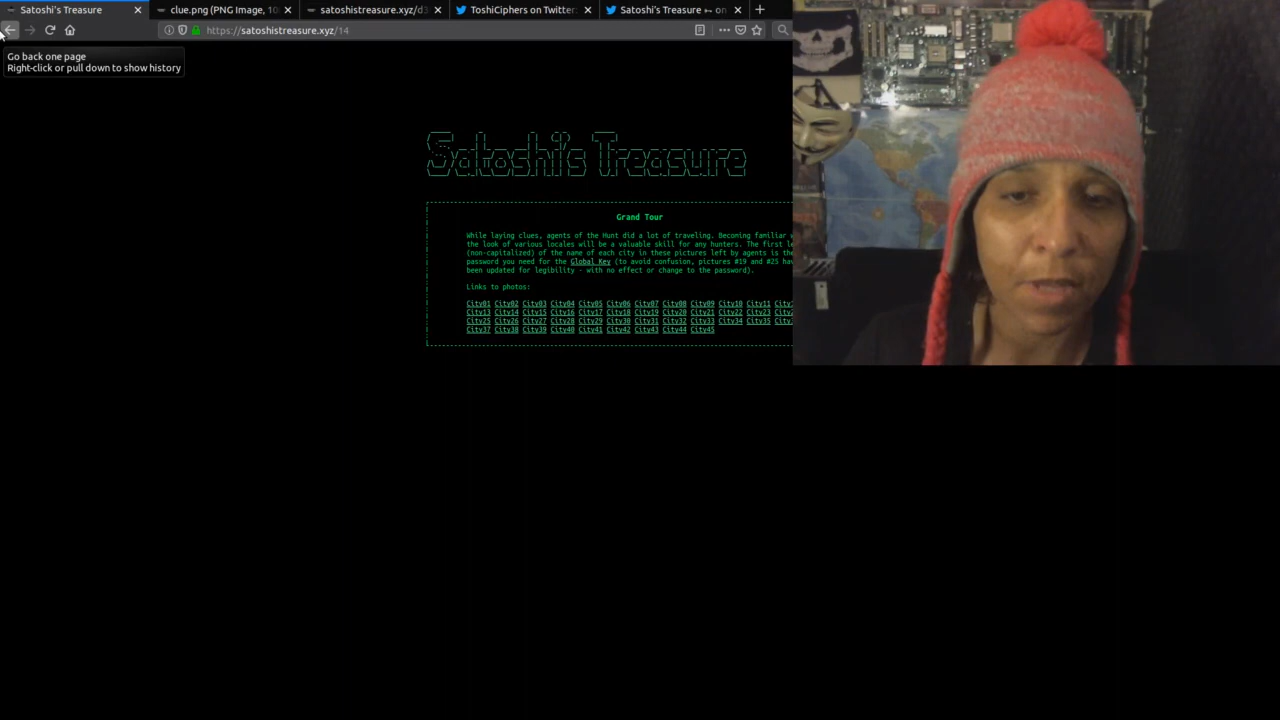 Satoshi's Treasure
clue.png (PNG Image, 10
satoshistreasure.xyz/d3
ToshiCiphers on Twitter:
Satoshi's Treasure 🗝 on
https://satoshistreasure.xyz/14
Go back one page
Right-click or pull down to show history
Satoshi's Treasure
Grand Tour
While laying clues, agents of the Hunt did a lot of traveling. Becoming familiar w
the look of various locales will be a valuable skill for any hunters. The first le
(non-capitalized) of the name of each city in these pictures left by agents is the
password you need for the Global Key (to avoid confusion, pictures #19 and #25 hav
been updated for legibility - with no effect or change to the password).
Links to photos:
City01 City02 City03 City04 City05 City06 City07 City08 City09 City10 City11 City
City13 City14 City15 City16 City17 City18 City19 City20 City21 City22 City23 City
City25 City26 City27 City28 City29 City30 City31 City32 City33 City34 City35 City
City37 City38 City39 City40 City41 City42 City43 City44 City45